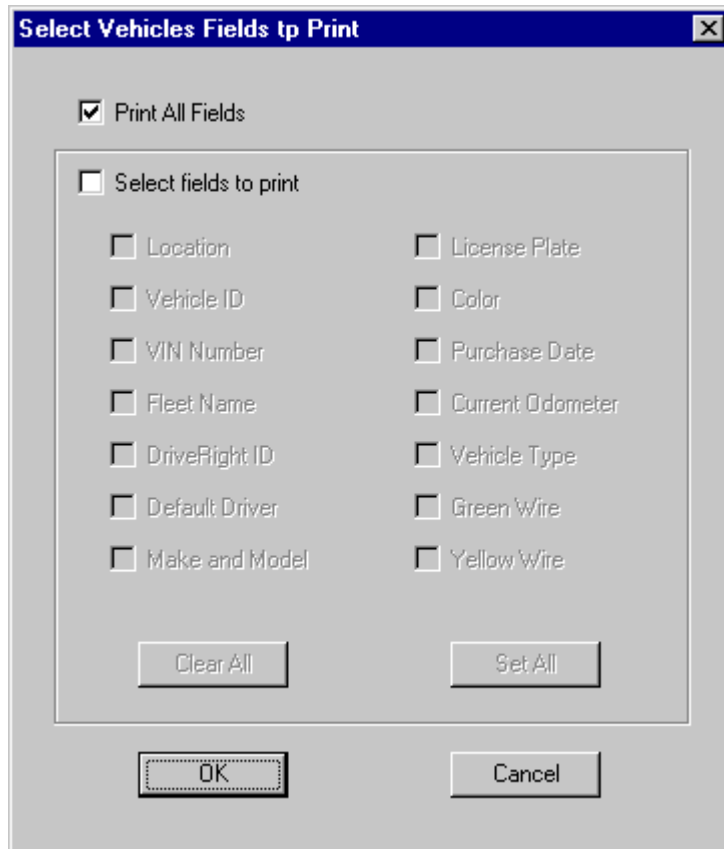 Select Vehicles Fields tp Print
Print All Fields
Select fields to print
Location
License Plate
Vehicle ID
Color
VIN Number
Purchase Date
Fleet Name
Current Odometer
DriveRight ID
Vehicle Type
Default Driver
Green Wire
Make and Model
Yellow Wire
Clear All
Set All
OK
Cancel